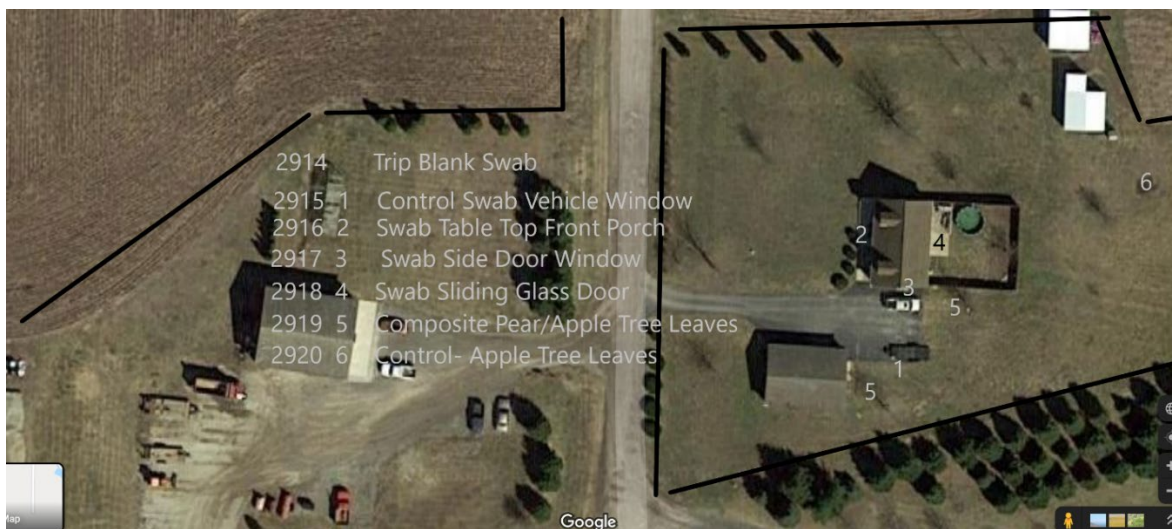 2914 Trip Blank Swab
2915 1 Control Swab Vehicle Window
2916 2 Swab Table Top Front Porch
2917 3 Swab Side Door Window
2918 4 Swab Sliding Glass Door
2919 5 Composite Pear/Apple Tree Leaves
2920 6 Control- Apple Tree Leaves
6
2
4
3
5
1
5
Map
Google